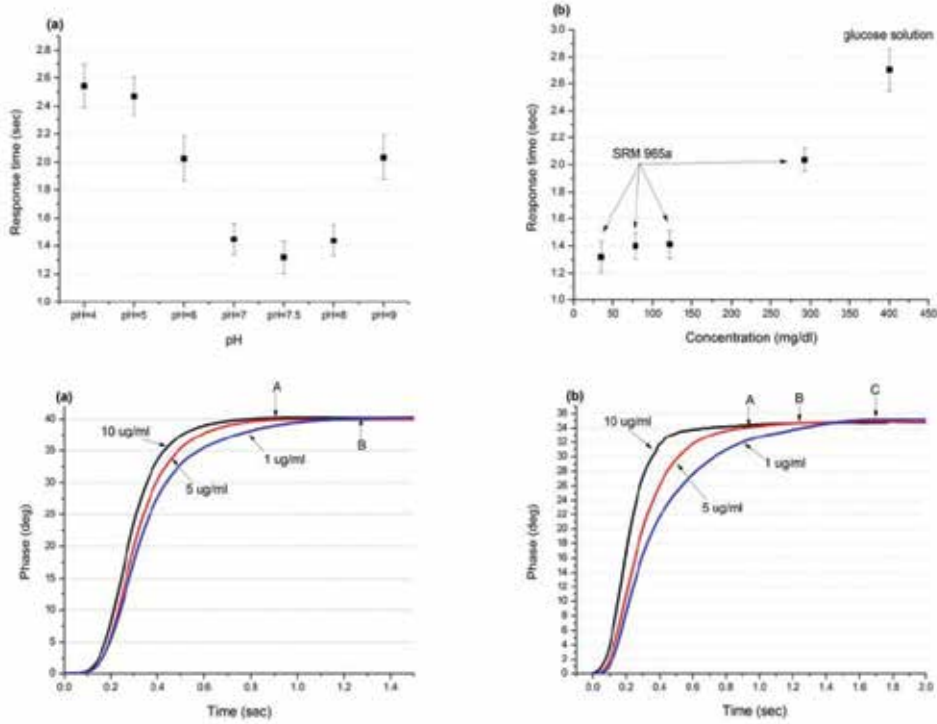 (a)
2.8
2.6
2.4
2.2
2.0
1.8
1.6
1.4
1.2
1.0
Response time (sec)
pH=4 pH=5 pH=6 pH=7 pH=7.5 pH=8 pH=9
pH
(b)
glucose solution
SRM 965a
3.0
2.8
2.6
2.4
2.2
2.0
1.8
1.6
1.4
1.2
1.0
Response time (sec)
0 50 100 150 200 250 300 350 400 450
Concentration (mg/dl)
(a)
A
B
10 ug/ml
5 ug/ml
1 ug/ml
40
35
30
25
20
15
10
5
0
Phase (deg)
0.0 0.2 0.4 0.6 0.8 1.0 1.2 1.4
Time (sec)
(b)
A
B
C
10 ug/ml
5 ug/ml
1 ug/ml
36
34
32
30
28
26
24
22
20
18
16
14
12
10
8
6
4
2
0
Phase (deg)
0.0 0.2 0.4 0.6 0.8 1.0 1.2 1.4 1.6 1.8 2.0
Time (sec)